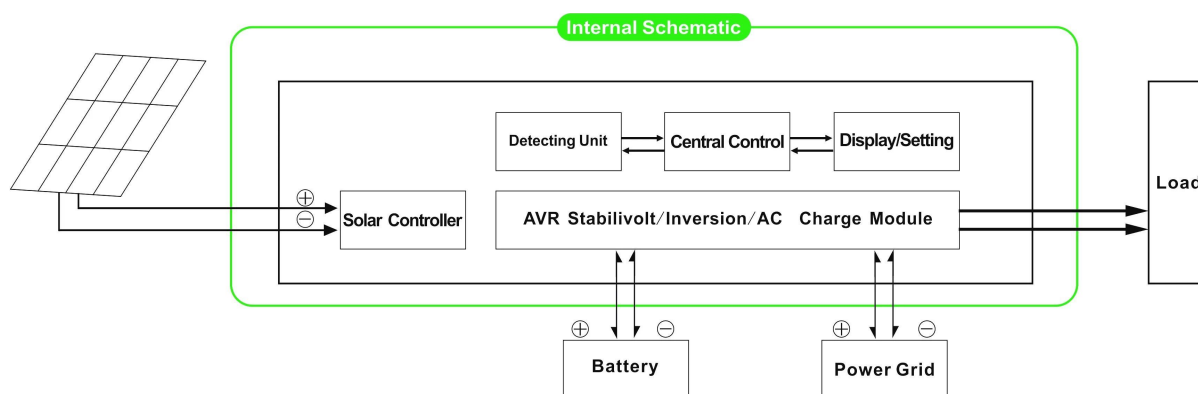 Internal Schematic
Detecting Unit
Central Control
Display/Setting
Load
⊕
⊖
Solar Controller
AVR Stabilivolt/Inversion/AC Charge Module
⊕
⊖
⊕
⊖
Battery
Power Grid